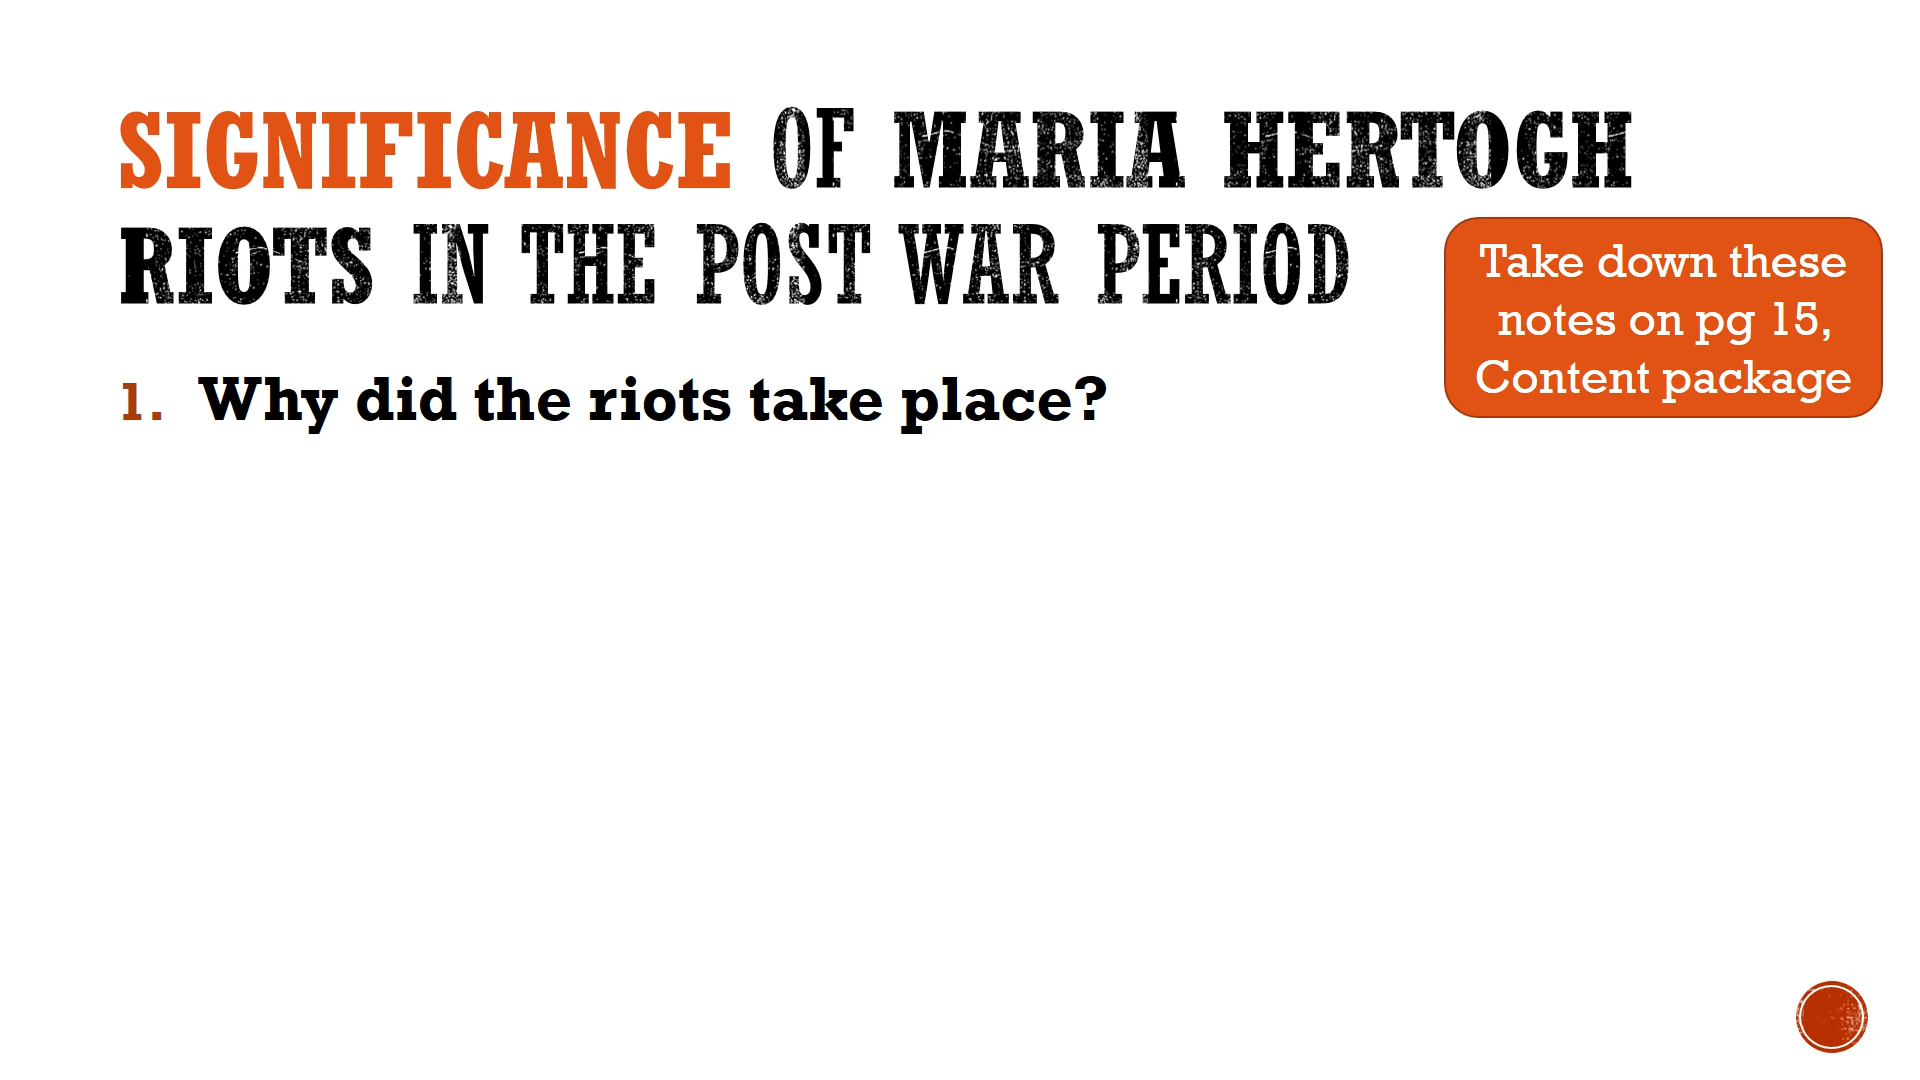 SIGNIFICANCE OF MARIA HERTOGH
RIOTS IN THE POST WAR PERIOD
Take down these
notes on pg 15,
Content package
1. Why did the riots take place?